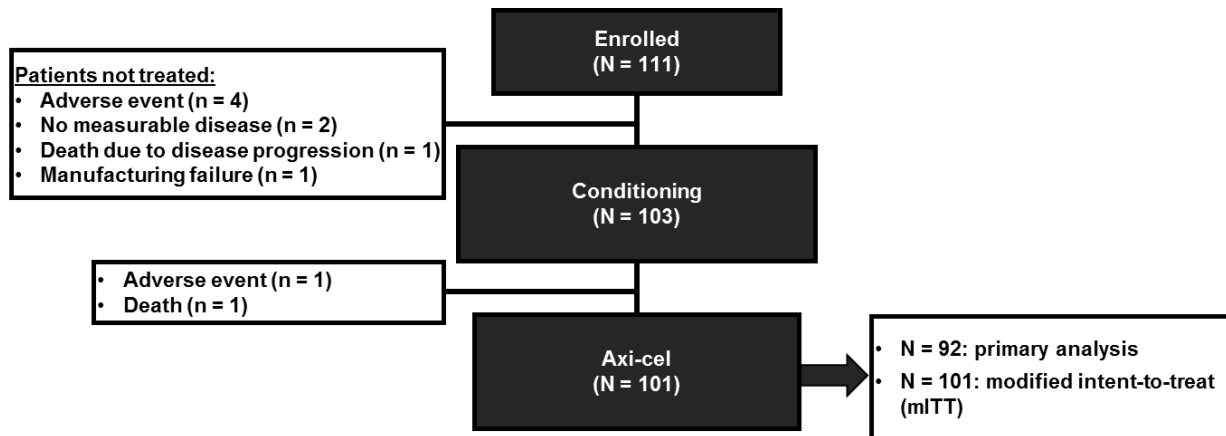 Enrolled
(N = 111)
Patients not treated:
• Adverse event (n = 4)
• No measurable disease (n = 2)
• Death due to disease progression (n = 1)
• Manufacturing failure (n = 1)
Conditioning
(N = 103)
• Adverse event (n = 1)
• Death (n = 1)
Axi-cel
(N = 101)
• N = 92: primary analysis
• N = 101: modified intent-to-treat
(mITT)